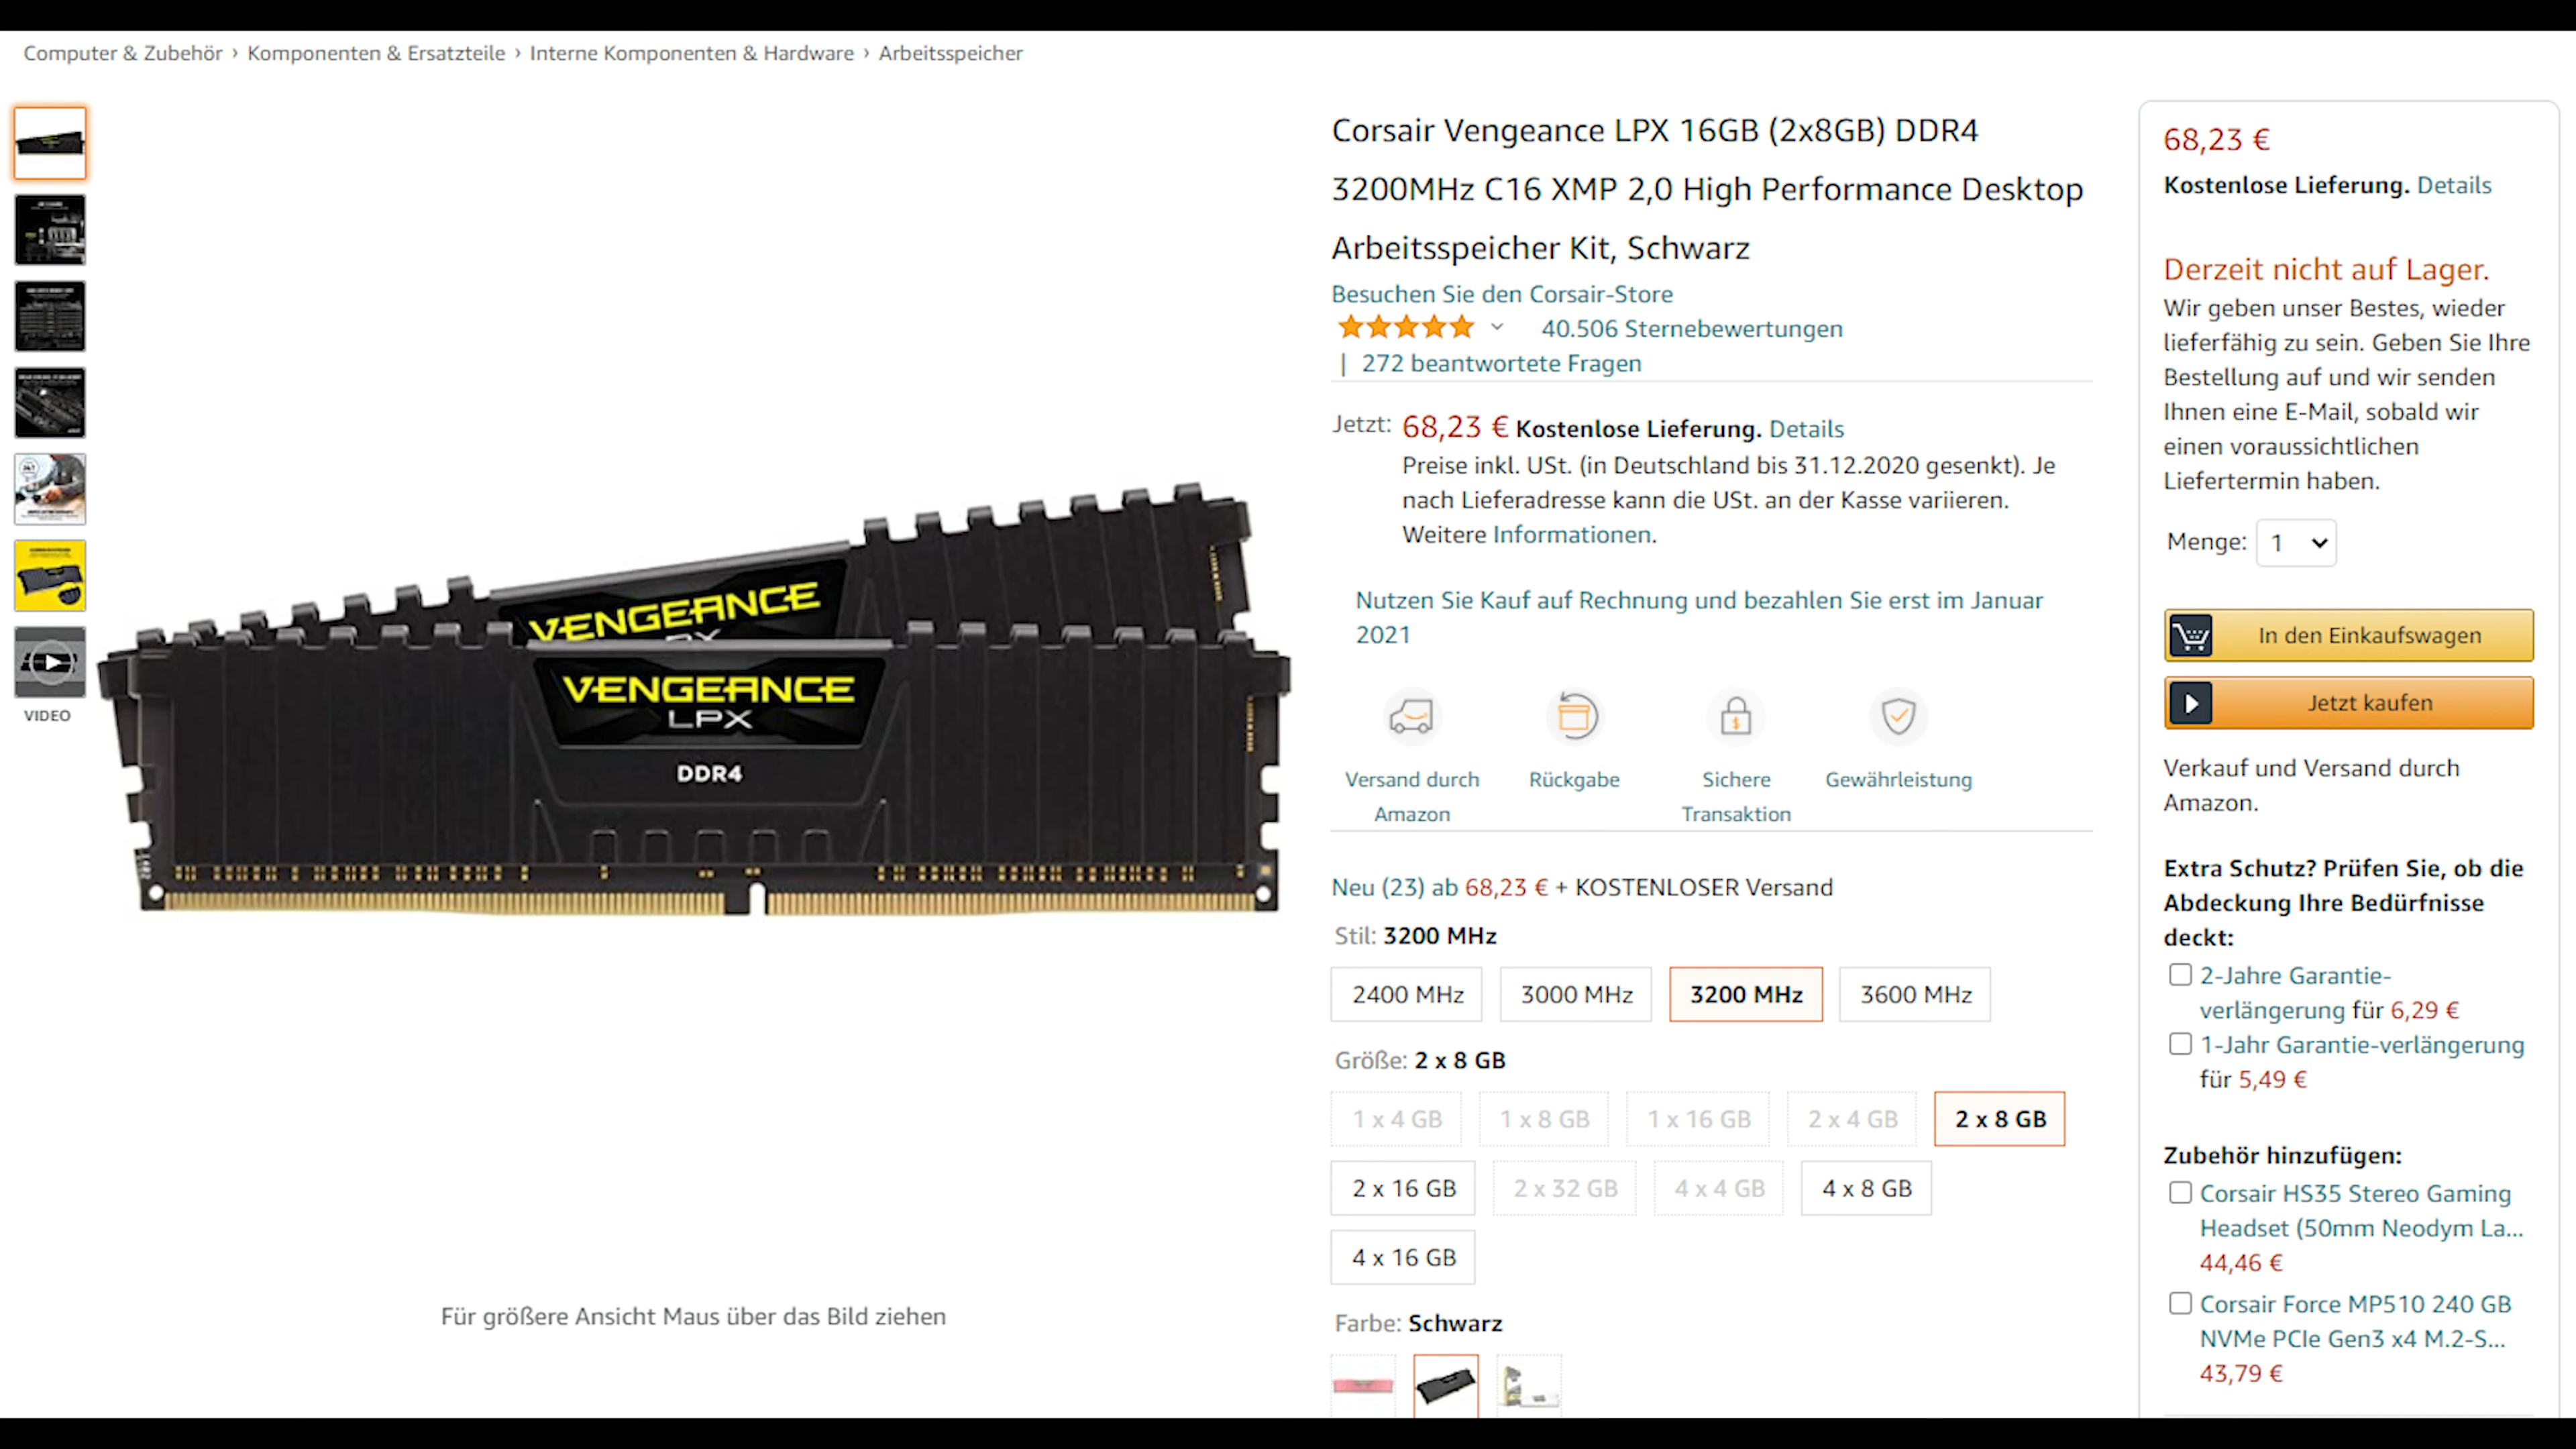 Computer & Zubehör › Komponenten & Ersatzteile › Interne Komponenten & Hardware › Arbeitsspeicher
VIDEO
VENGEANCE
VENGEANCE
LPX
DDR4
Für größere Ansicht Maus über das Bild ziehen
Corsair Vengeance LPX 16GB (2x8GB) DDR4
3200MHz C16 XMP 2,0 High Performance Desktop
Arbeitsspeicher Kit, Schwarz
Besuchen Sie den Corsair-Store
40.506 Sternebewertungen
| 272 beantwortete Fragen
Jetzt: 68,23 € Kostenlose Lieferung. Details
Preise inkl. USt. (in Deutschland bis 31.12.2020 gesenkt). Je
nach Lieferadresse kann die USt. an der Kasse variieren.
Weitere Informationen.
Nutzen Sie Kauf auf Rechnung und bezahlen Sie erst im Januar
2021
Versand durch
Amazon
Rückgabe
Sichere
Transaktion
Gewährleistung
Neu (23) ab 68,23 € + KOSTENLOSER Versand
Stil: 3200 MHz
2400 MHz 3000 MHz 3200 MHz 3600 MHz
Größe: 2 x 8 GB
1 x 4 GB 1 x 8 GB 1 x 16 GB 2 x 4 GB 2 x 8 GB
2 x 16 GB 2 x 32 GB 4 x 4 GB 4 x 8 GB
4 x 16 GB
Farbe: Schwarz
68,23 €
Kostenlose Lieferung. Details
Derzeit nicht auf Lager.
Wir geben unser Bestes, wieder
lieferfähig zu sein. Geben Sie Ihre
Bestellung auf und wir senden
Ihnen eine E-Mail, sobald wir
einen voraussichtlichen
Liefertermin haben.
Menge: 1
In den Einkaufswagen
Jetzt kaufen
Verkauf und Versand durch
Amazon.
Extra Schutz? Prüfen Sie, ob die
Abdeckung Ihre Bedürfnisse
deckt:
2-Jahre Garantie-
verlängerung für 6,29 €
1-Jahr Garantie-verlängerung
für 5,49 €
Zubehör hinzufügen:
Corsair HS35 Stereo Gaming
Headset (50mm Neodym La...
44,46 €
Corsair Force MP510 240 GB
NVMe PCIe Gen3 x4 M.2-S...
43,79 €